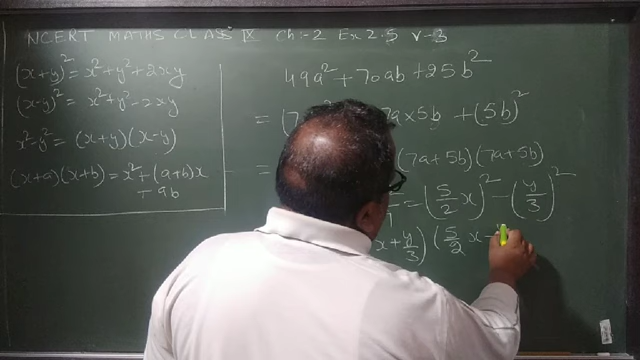 NCERT MATHS CLASS IX Ch:-2 Ex 2.5 V-3
(x+y)² = x²+y²+2xy
(x-y)² = x²+y²-2xy
x²-y² = (x+y)(x-y)
(x+a)(x+b) = x²+(a+b)x
+ab
49a²+70ab+25b²
= (7 7a×5b +(5b)²
= (7a+5b)(7a+5b)
= (5/2 x)² - (y/3)²
x + y/3) (5/2 x -